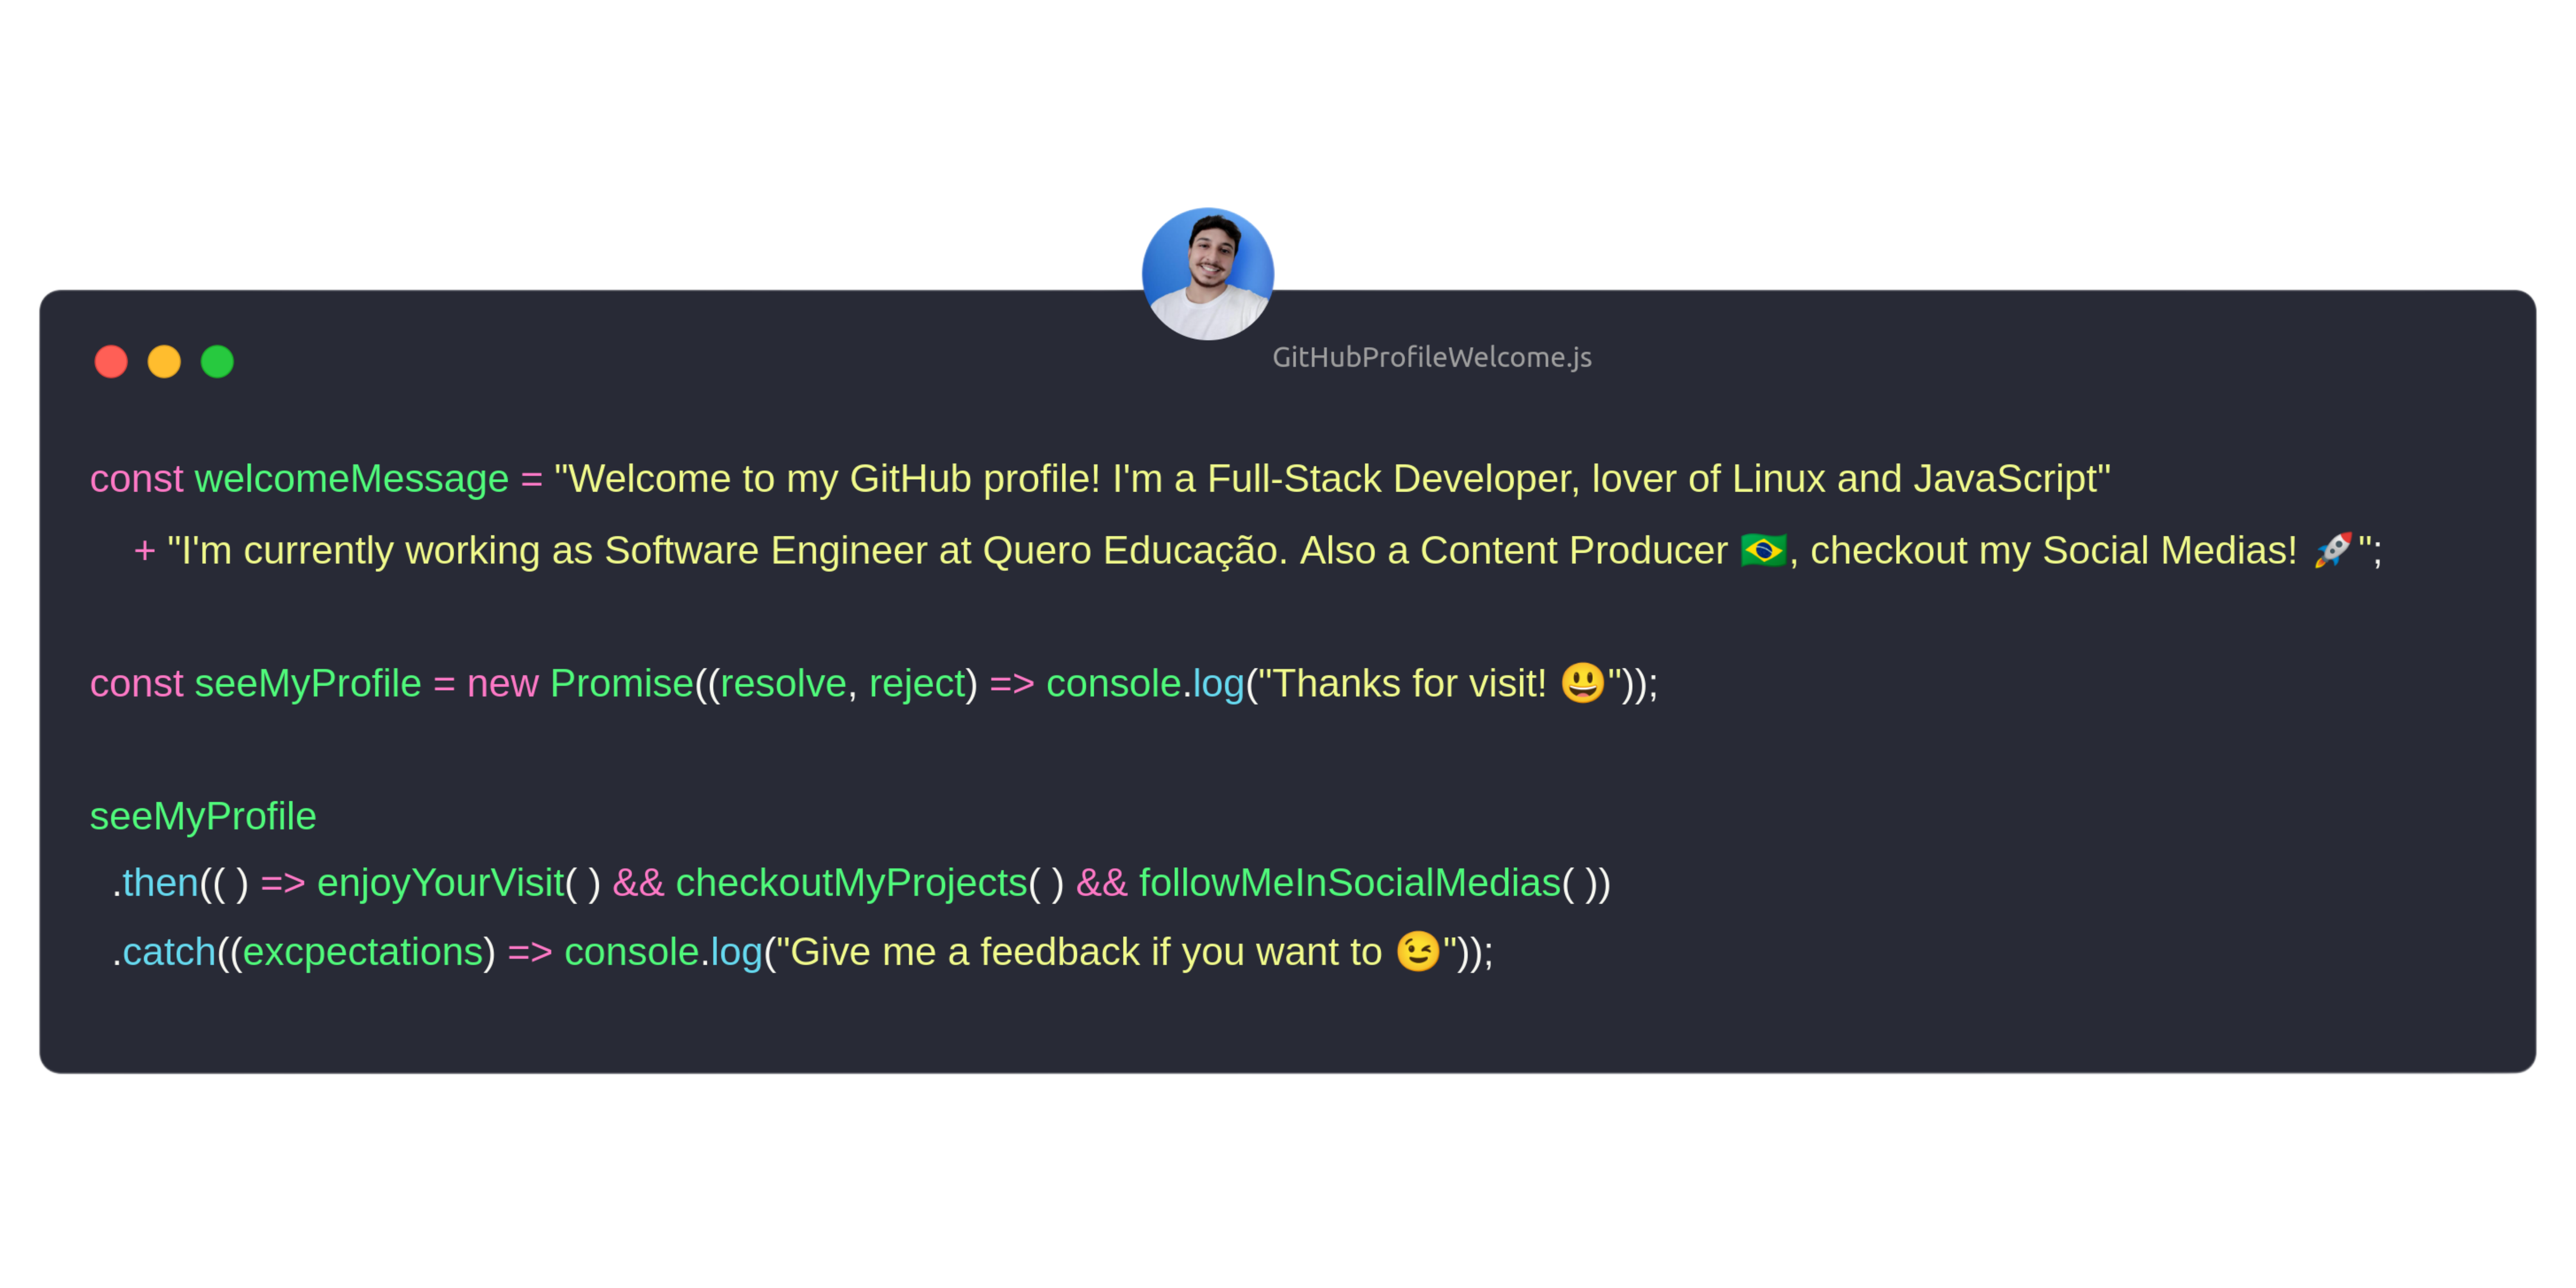 GitHubProfileWelcome.js
const welcomeMessage = "Welcome to my GitHub profile! I'm a Full-Stack Developer, lover of Linux and JavaScript"
+ "I'm currently working as Software Engineer at Quero Educação. Also a Content Producer 🇧🇷, checkout my Social Medias! 🚀";
const seeMyProfile = new Promise((resolve, reject) => console.log("Thanks for visit! 😃"));
seeMyProfile
.then(( ) => enjoyYourVisit( ) && checkoutMyProjects( ) && followMeInSocialMedias( ))
.catch((excpectations) => console.log("Give me a feedback if you want to 😉"));